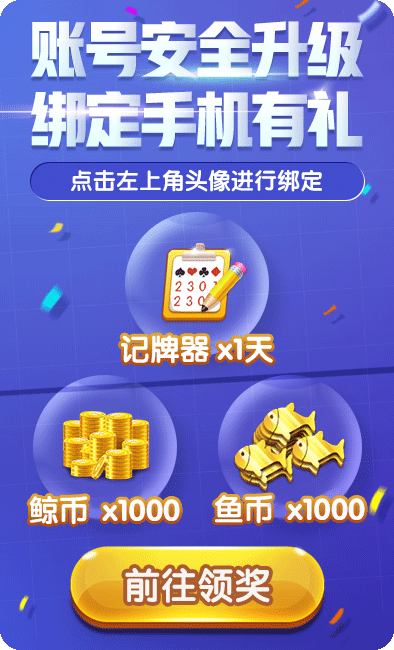 账号安全升级
绑定手机有礼
点击左上角头像进行绑定
记牌器 x1天
鲸币 x1000
鱼币 x1000
前往领奖